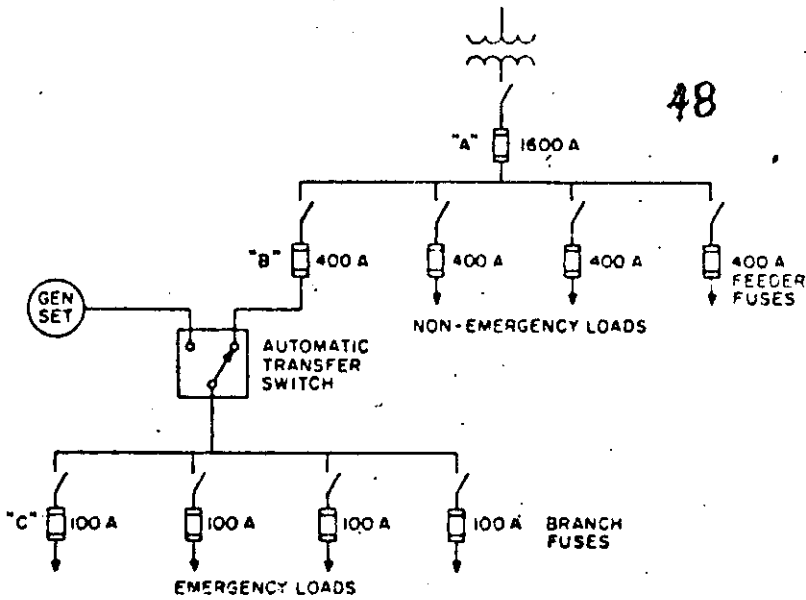 48
"A" 1600 A
"B" 400 A 400 A 400 A 400 A
FEEDER
FUSES
NON-EMERGENCY LOADS
GEN
SET
AUTOMATIC
TRANSFER
SWITCH
"C" 100 A 100 A 100 A 100 A BRANCH
FUSES
EMERGENCY LOADS